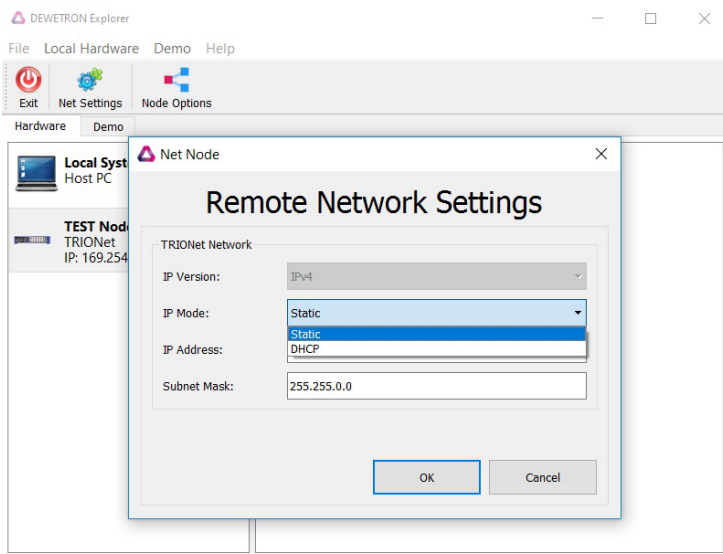 DEWETRON Explorer
File Local Hardware Demo Help
Exit Net Settings Node Options
Hardware Demo
Local Syst
Host PC
TEST Node
TRIONet
IP: 169.254
Net Node
Remote Network Settings
TRIONet Network
IP Version: IPv4
IP Mode: Static
Static
DHCP
IP Address:
Subnet Mask: 255.255.0.0
OK Cancel